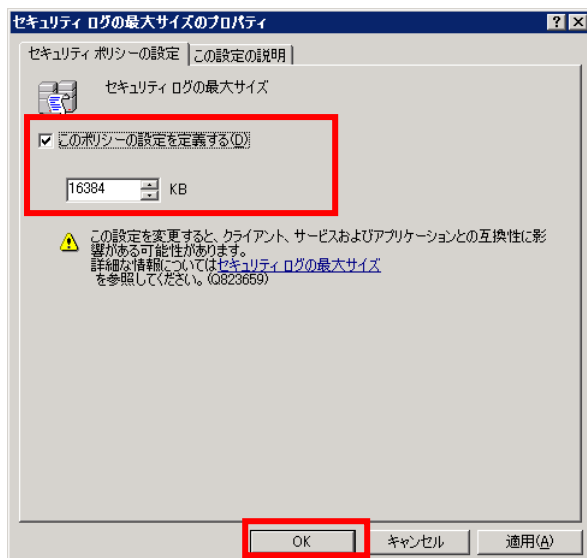 セキュリティ ログの最大サイズのプロパティ
セキュリティ ポリシーの設定 この設定の説明
セキュリティ ログの最大サイズ
このポリシーの設定を定義する(D)
16384 KB
この設定を変更すると、クライアント、サービスおよびアプリケーションとの互換性に影
響がある可能性があります。
詳細な情報についてはセキュリティ ログの最大サイズ
を参照してください。(Q823659)
OK キャンセル 適用(A)